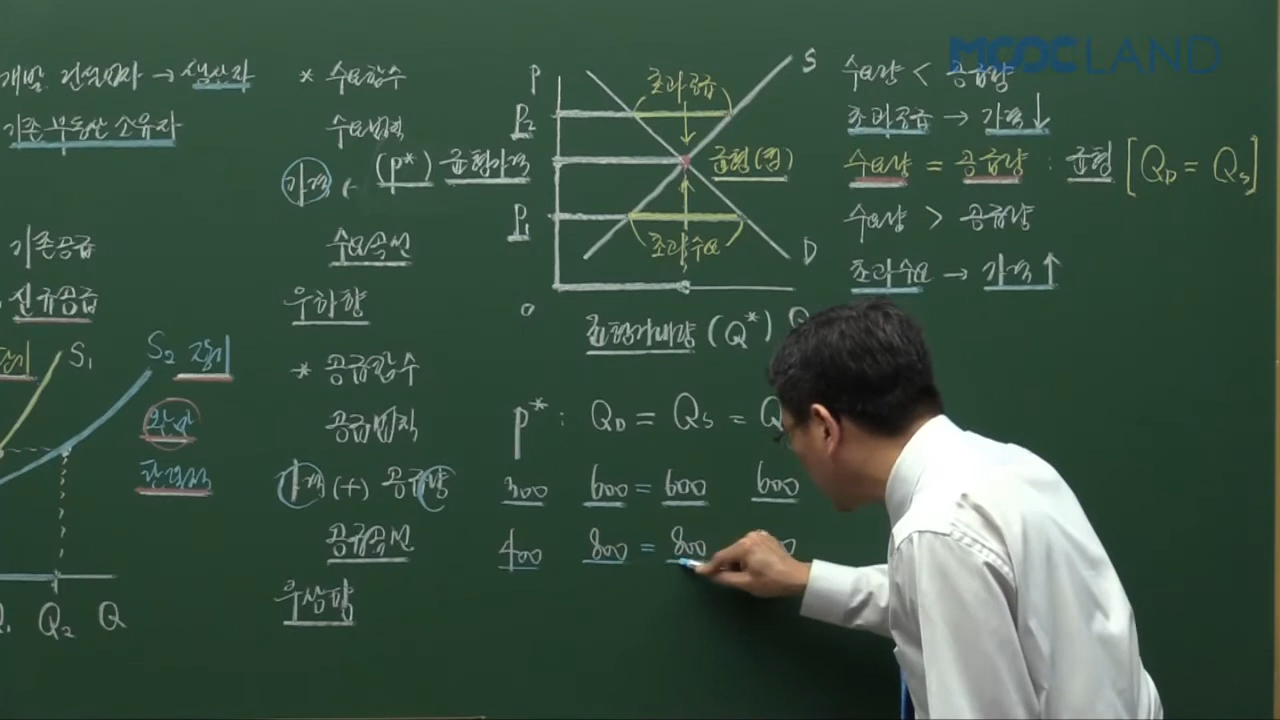 MOOCLAND
개발. 건설업자 → 생산자
기존 부동산 소유자
기존공급
신규공급
S₁
S₂ 장기
Q₂ Q
* 수요함수
수요법칙
가격 (P*) 균형가격
수요곡선
우하향
* 공급함수
공급법칙
가격 (+) 공급량
공급곡선
우상향
P
P₂
P₁
0
S
D
초과공급
균형(점)
초과수요
균형거래량 (Q*)
수요량 < 공급량
초과공급 → 가격↓
수요량 = 공급량 : 균형 [Q_D = Q_S]
수요량 > 공급량
초과수요 → 가격↑
P* : Q_D = Q_S = Q
300 600 = 600 600
400 800 = 800